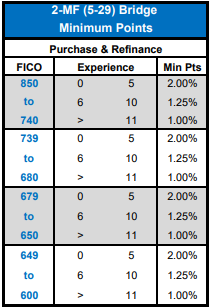 2-MF (5-29) Bridge
Minimum Points
Purchase & Refinance
FICO Experience Min Pts
850 0 5 2.00%
to 6 10 1.25%
740 > 11 1.00%
739 0 5 2.00%
to 6 10 1.25%
680 > 11 1.00%
679 0 5 2.00%
to 6 10 1.25%
650 > 11 1.00%
649 0 5 2.00%
to 6 10 1.25%
600 > 11 1.00%